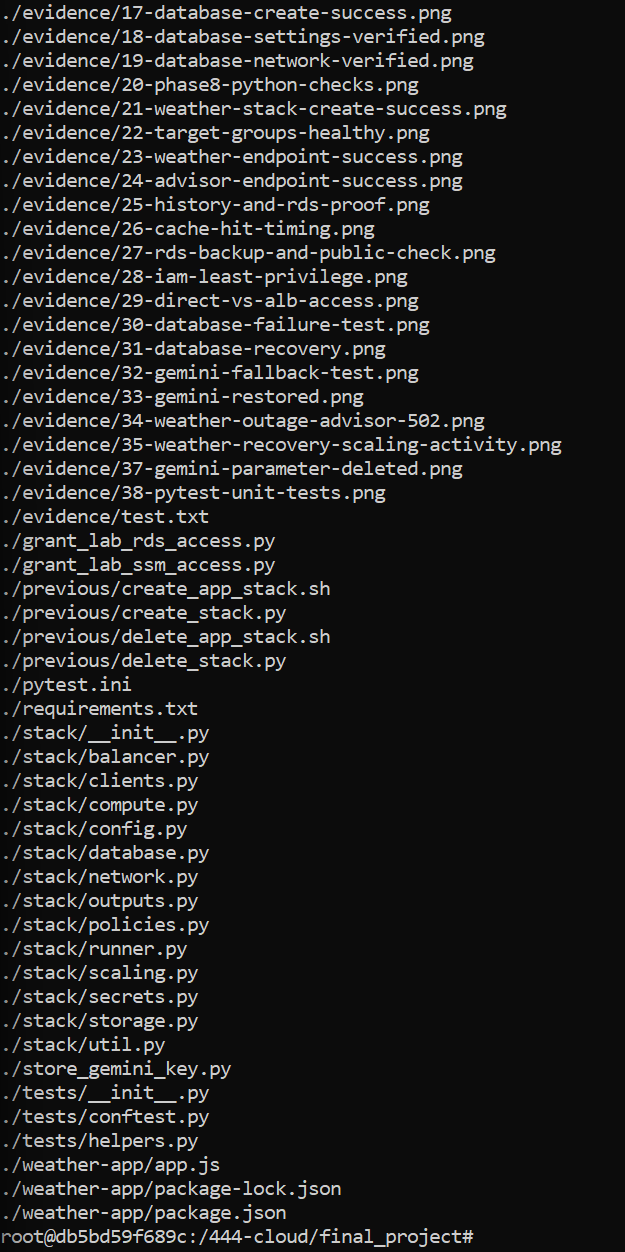 ./evidence/17-database-create-success.png
./evidence/18-database-settings-verified.png
./evidence/19-database-network-verified.png
./evidence/20-phase8-python-checks.png
./evidence/21-weather-stack-create-success.png
./evidence/22-target-groups-healthy.png
./evidence/23-weather-endpoint-success.png
./evidence/24-advisor-endpoint-success.png
./evidence/25-history-and-rds-proof.png
./evidence/26-cache-hit-timing.png
./evidence/27-rds-backup-and-public-check.png
./evidence/28-iam-least-privilege.png
./evidence/29-direct-vs-alb-access.png
./evidence/30-database-failure-test.png
./evidence/31-database-recovery.png
./evidence/32-gemini-fallback-test.png
./evidence/33-gemini-restored.png
./evidence/34-weather-outage-advisor-502.png
./evidence/35-weather-recovery-scaling-activity.png
./evidence/37-gemini-parameter-deleted.png
./evidence/38-pytest-unit-tests.png
./evidence/test.txt
./grant_lab_rds_access.py
./grant_lab_ssm_access.py
./previous/create_app_stack.sh
./previous/create_stack.py
./previous/delete_app_stack.sh
./previous/delete_stack.py
./pytest.ini
./requirements.txt
./stack/__init__.py
./stack/balancer.py
./stack/clients.py
./stack/compute.py
./stack/config.py
./stack/database.py
./stack/network.py
./stack/outputs.py
./stack/policies.py
./stack/runner.py
./stack/scaling.py
./stack/secrets.py
./stack/storage.py
./stack/util.py
./store_gemini_key.py
./tests/__init__.py
./tests/conftest.py
./tests/helpers.py
./weather-app/app.js
./weather-app/package-lock.json
./weather-app/package.json
root@db5bd59f689c:/444-cloud/final_project#